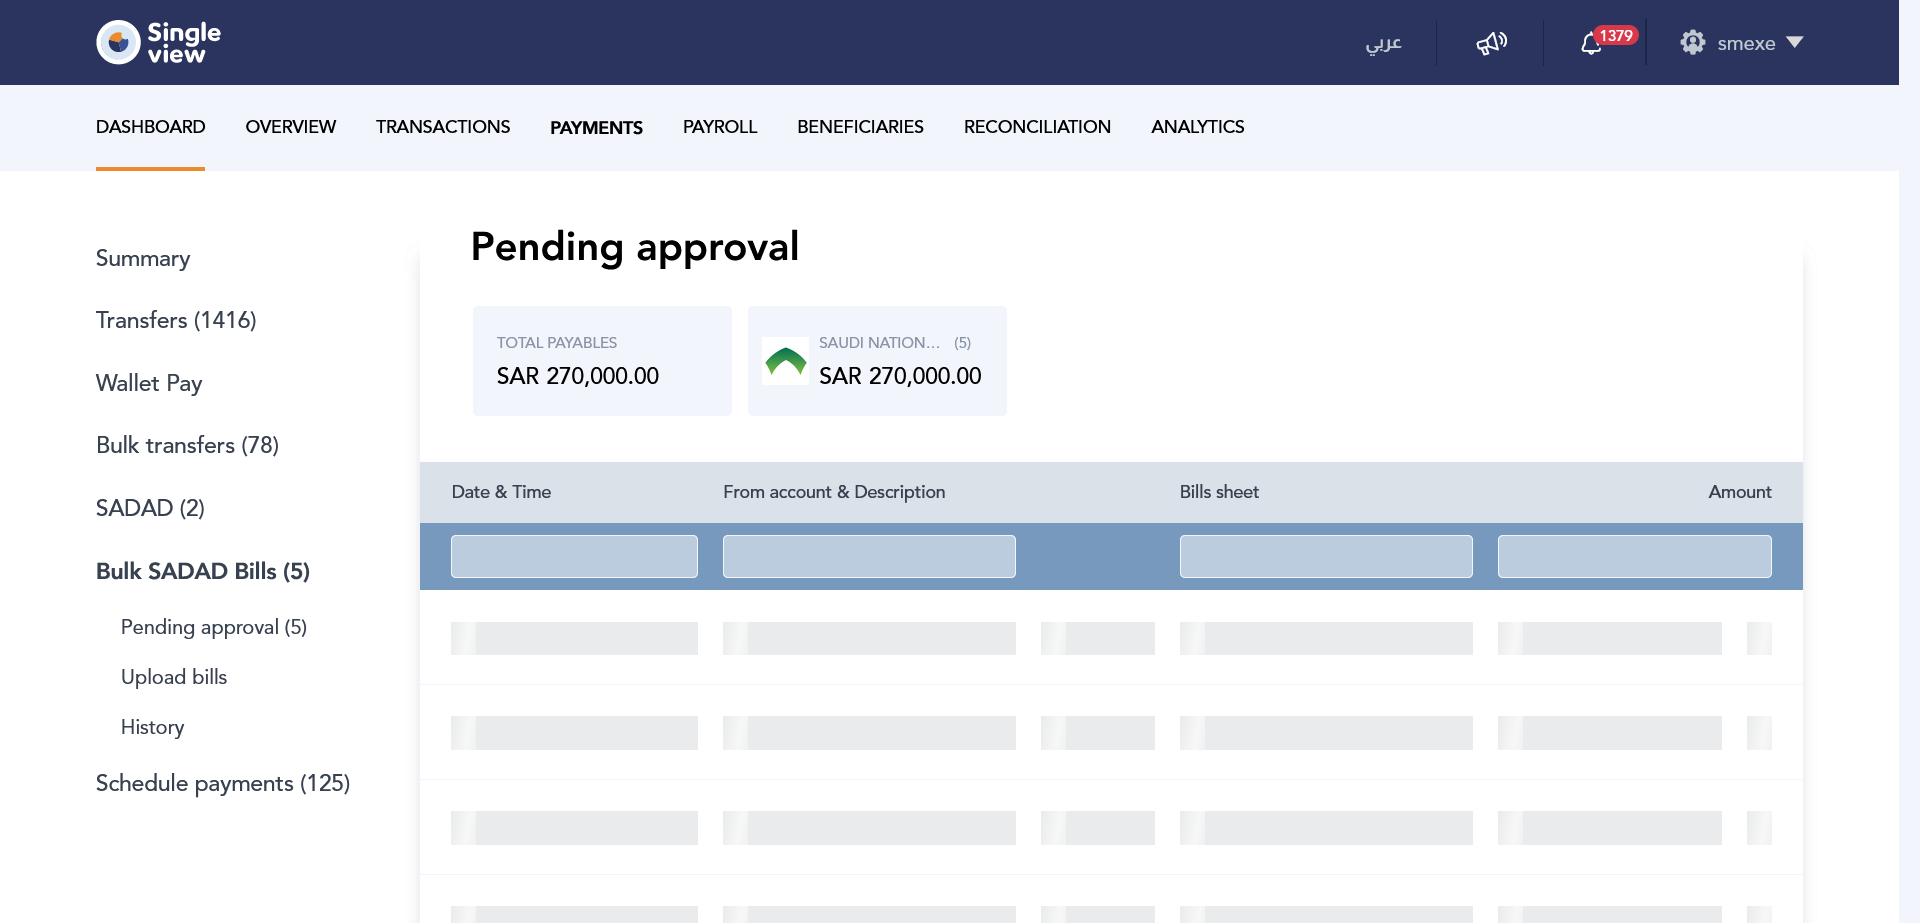 Single
view
عربي
1379
smexe
DASHBOARD OVERVIEW TRANSACTIONS PAYMENTS PAYROLL BENEFICIARIES RECONCILIATION ANALYTICS
Summary
Transfers (1416)
Wallet Pay
Bulk transfers (78)
SADAD (2)
Bulk SADAD Bills (5)
Pending approval (5)
Upload bills
History
Schedule payments (125)
Pending approval
TOTAL PAYABLES
SAR 270,000.00
SAUDI NATION... (5)
SAR 270,000.00
Date & Time From account & Description Bills sheet Amount